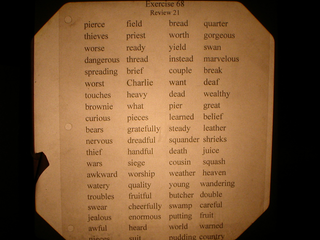 Exercise 68
Review 21
pierce field bread quarter
thieves priest worth gorgeous
worse ready yield swan
dangerous thread instead marvelous
spreading brief couple break
worst Charlie want deaf
touches heavy dead wealthy
brownie what pier great
curious pieces learned belief
bears gratefully steady leather
nervous dreadful squander shrieks
thief handful death juice
wars siege cousin squash
awkward worship weather heaven
watery quality young wandering
troubles fruitful butcher double
swear cheerfully swamp careful
jealous enormous putting fruit
awful heard world warned
pieces suit pudding country